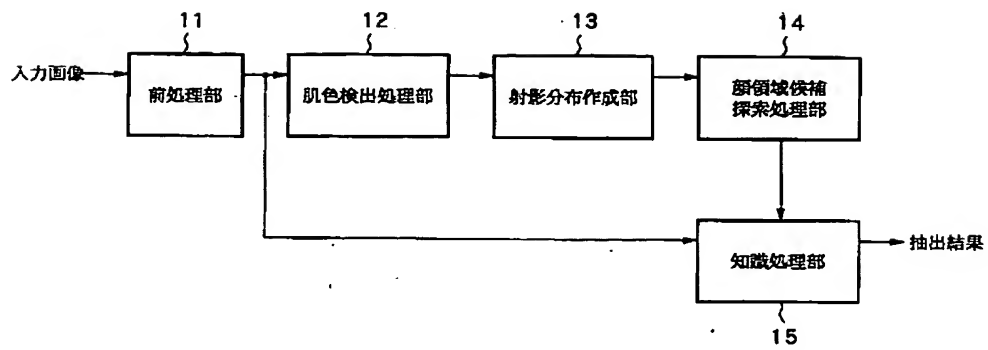 11
12
13
14
入力画像
前処理部
肌色検出処理部
射影分布作成部
顔領域候補
探索処理部
知識処理部
抽出結果
15